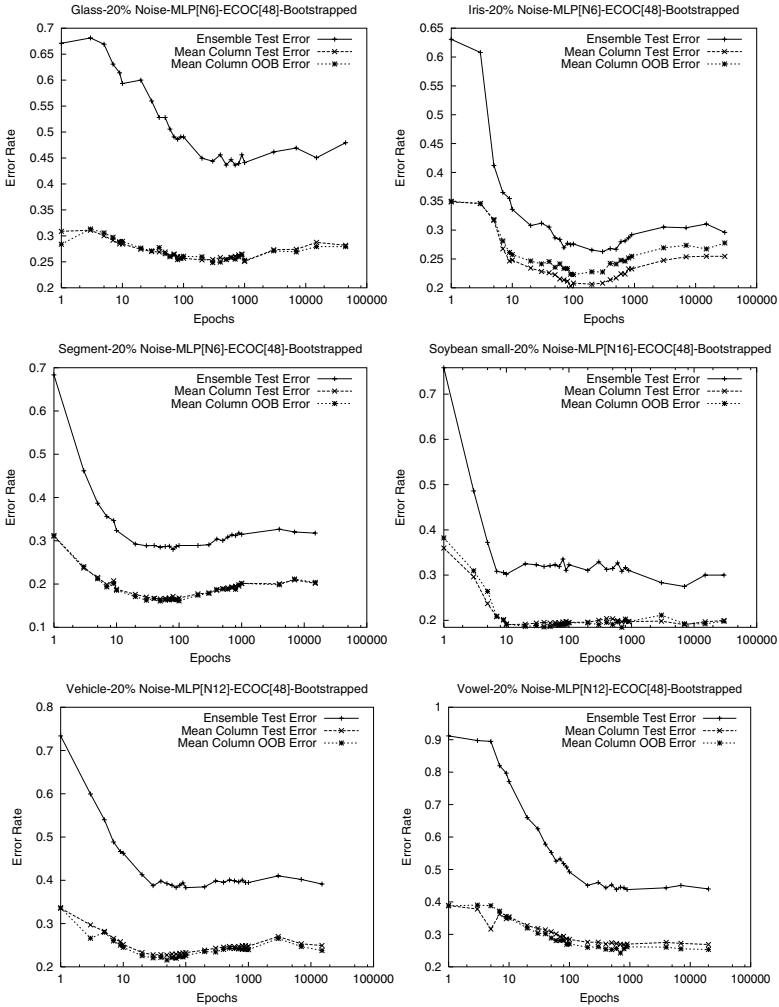 Glass-20% Noise-MLP[N6]-ECOC[48]-Bootstrapped
Ensemble Test Error
Mean Column Test Error
Mean Column OOB Error
Error Rate
0.7
0.65
0.6
0.55
0.5
0.45
0.4
0.35
0.3
0.25
0.2
1 10 100 1000 10000 100000
Epochs
Iris-20% Noise-MLP[N6]-ECOC[48]-Bootstrapped
Ensemble Test Error
Mean Column Test Error
Mean Column OOB Error
Error Rate
0.65
0.6
0.55
0.5
0.45
0.4
0.35
0.3
0.25
0.2
1 10 100 1000 10000 100000
Epochs
Segment-20% Noise-MLP[N6]-ECOC[48]-Bootstrapped
Ensemble Test Error
Mean Column Test Error
Mean Column OOB Error
Error Rate
0.7
0.6
0.5
0.4
0.3
0.2
0.1
1 10 100 1000 10000 100000
Epochs
Soybean small-20% Noise-MLP[N16]-ECOC[48]-Bootstrapped
Ensemble Test Error
Mean Column Test Error
Mean Column OOB Error
Error Rate
0.7
0.6
0.5
0.4
0.3
0.2
1 10 100 1000 10000 100000
Epochs
Vehicle-20% Noise-MLP[N12]-ECOC[48]-Bootstrapped
Ensemble Test Error
Mean Column Test Error
Mean Column OOB Error
Error Rate
0.8
0.7
0.6
0.5
0.4
0.3
0.2
1 10 100 1000 10000 100000
Epochs
Vowel-20% Noise-MLP[N12]-ECOC[48]-Bootstrapped
Ensemble Test Error
Mean Column Test Error
Mean Column OOB Error
Error Rate
1
0.9
0.8
0.7
0.6
0.5
0.4
0.3
0.2
1 10 100 1000 10000 100000
Epochs